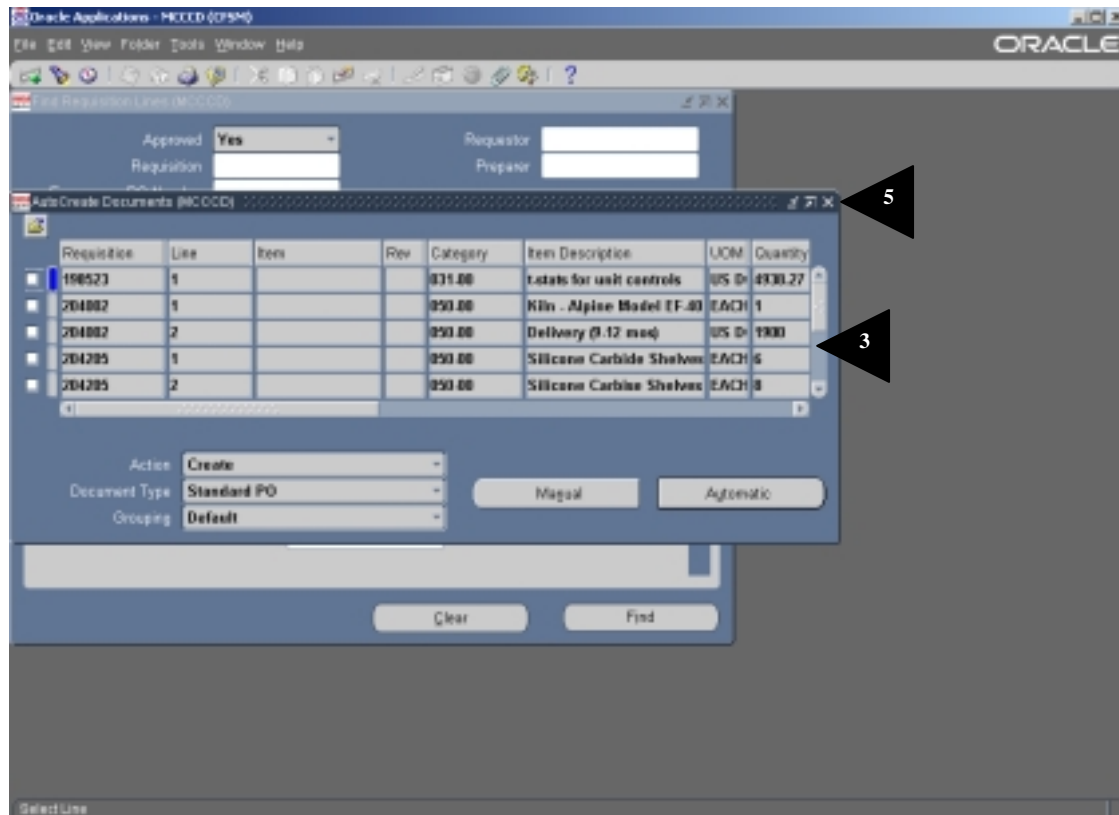 Oracle Applications - MCCCD (CFSM)
File Edit View Folder Tools Window Help
ORACLE
Find Requisition Lines (MCCCD)
Approved Yes Requestor
Requisition Preparer
AutoCreate Documents (MCCCD)
5
Requisition Line Item Rev Category Item Description UOM Quantity
198523 1 031.00 t-stats for unit controls US D 4938.27
204002 1 050.00 Kiln - Alpine Model EF-40 EACH 1
204002 2 050.00 Delivery (9.12 mos) US D 1900
204205 1 050.00 Silicone Carbide Shelves EACH 6
204205 2 050.00 Silicone Carbise Shelves EACH 8
3
Action Create
Document Type Standard PO
Grouping Default
Manual Automatic
Clear Find
Select Line